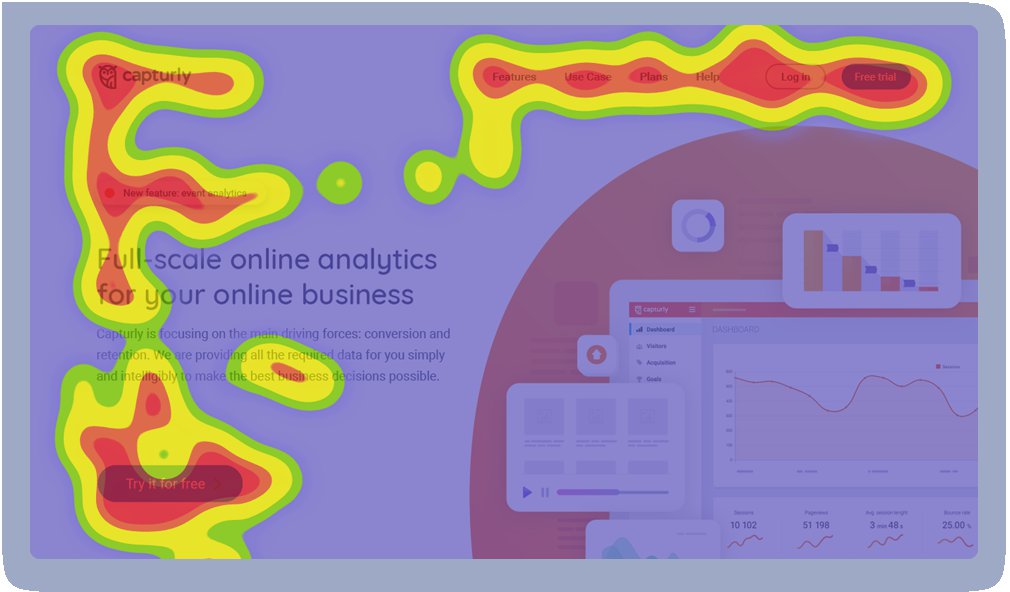 capturly
Features Use Case Plans Help Log in Free trial
New feature: event analytics
Full-scale online analytics
for your online business
Capturly is focusing on the main driving forces: conversion and
retention. We are providing all the required data for you simply
and intelligibly to make the best business decisions possible.
Try it for free
capturly
Dashboard
DASHBOARD
Visitors
Acquisition
Goals
Sessions
Sessions Pageviews Avg. session lenght Bounce rate
10 102 51 198 3 min 48 s 25.00 %